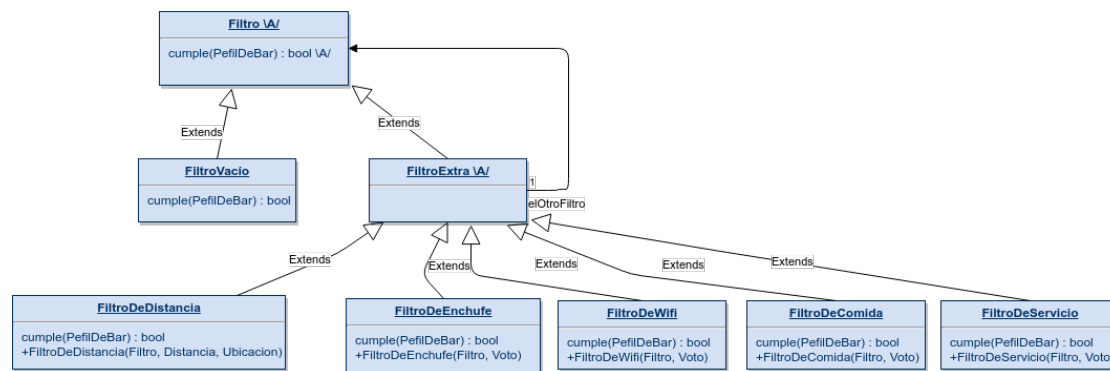 Filtro \A/
cumple(PefilDeBar) : bool \A/
Extends
Extends
FiltroVacío
cumple(PefilDeBar) : bool
FiltroExtra \A/
1
elOtroFiltro
Extends
Extends
Extends
Extends
Extends
Extends
FiltroDeDistancia
cumple(PefilDeBar) : bool
+FiltroDeDistancia(Filtro, Distancia, Ubicacion)
FiltroDeEnchufe
cumple(PefilDeBar) : bool
+FiltroDeEnchufe(Filtro, Voto)
FiltroDeWifi
cumple(PefilDeBar) : bool
+FiltroDeWifi(Filtro, Voto)
FiltroDeComida
cumple(PefilDeBar) : bool
+FiltroDeComida(Filtro, Voto)
FiltroDeServicio
cumple(PefilDeBar) : bool
+FiltroDeServicio(Filtro, Voto